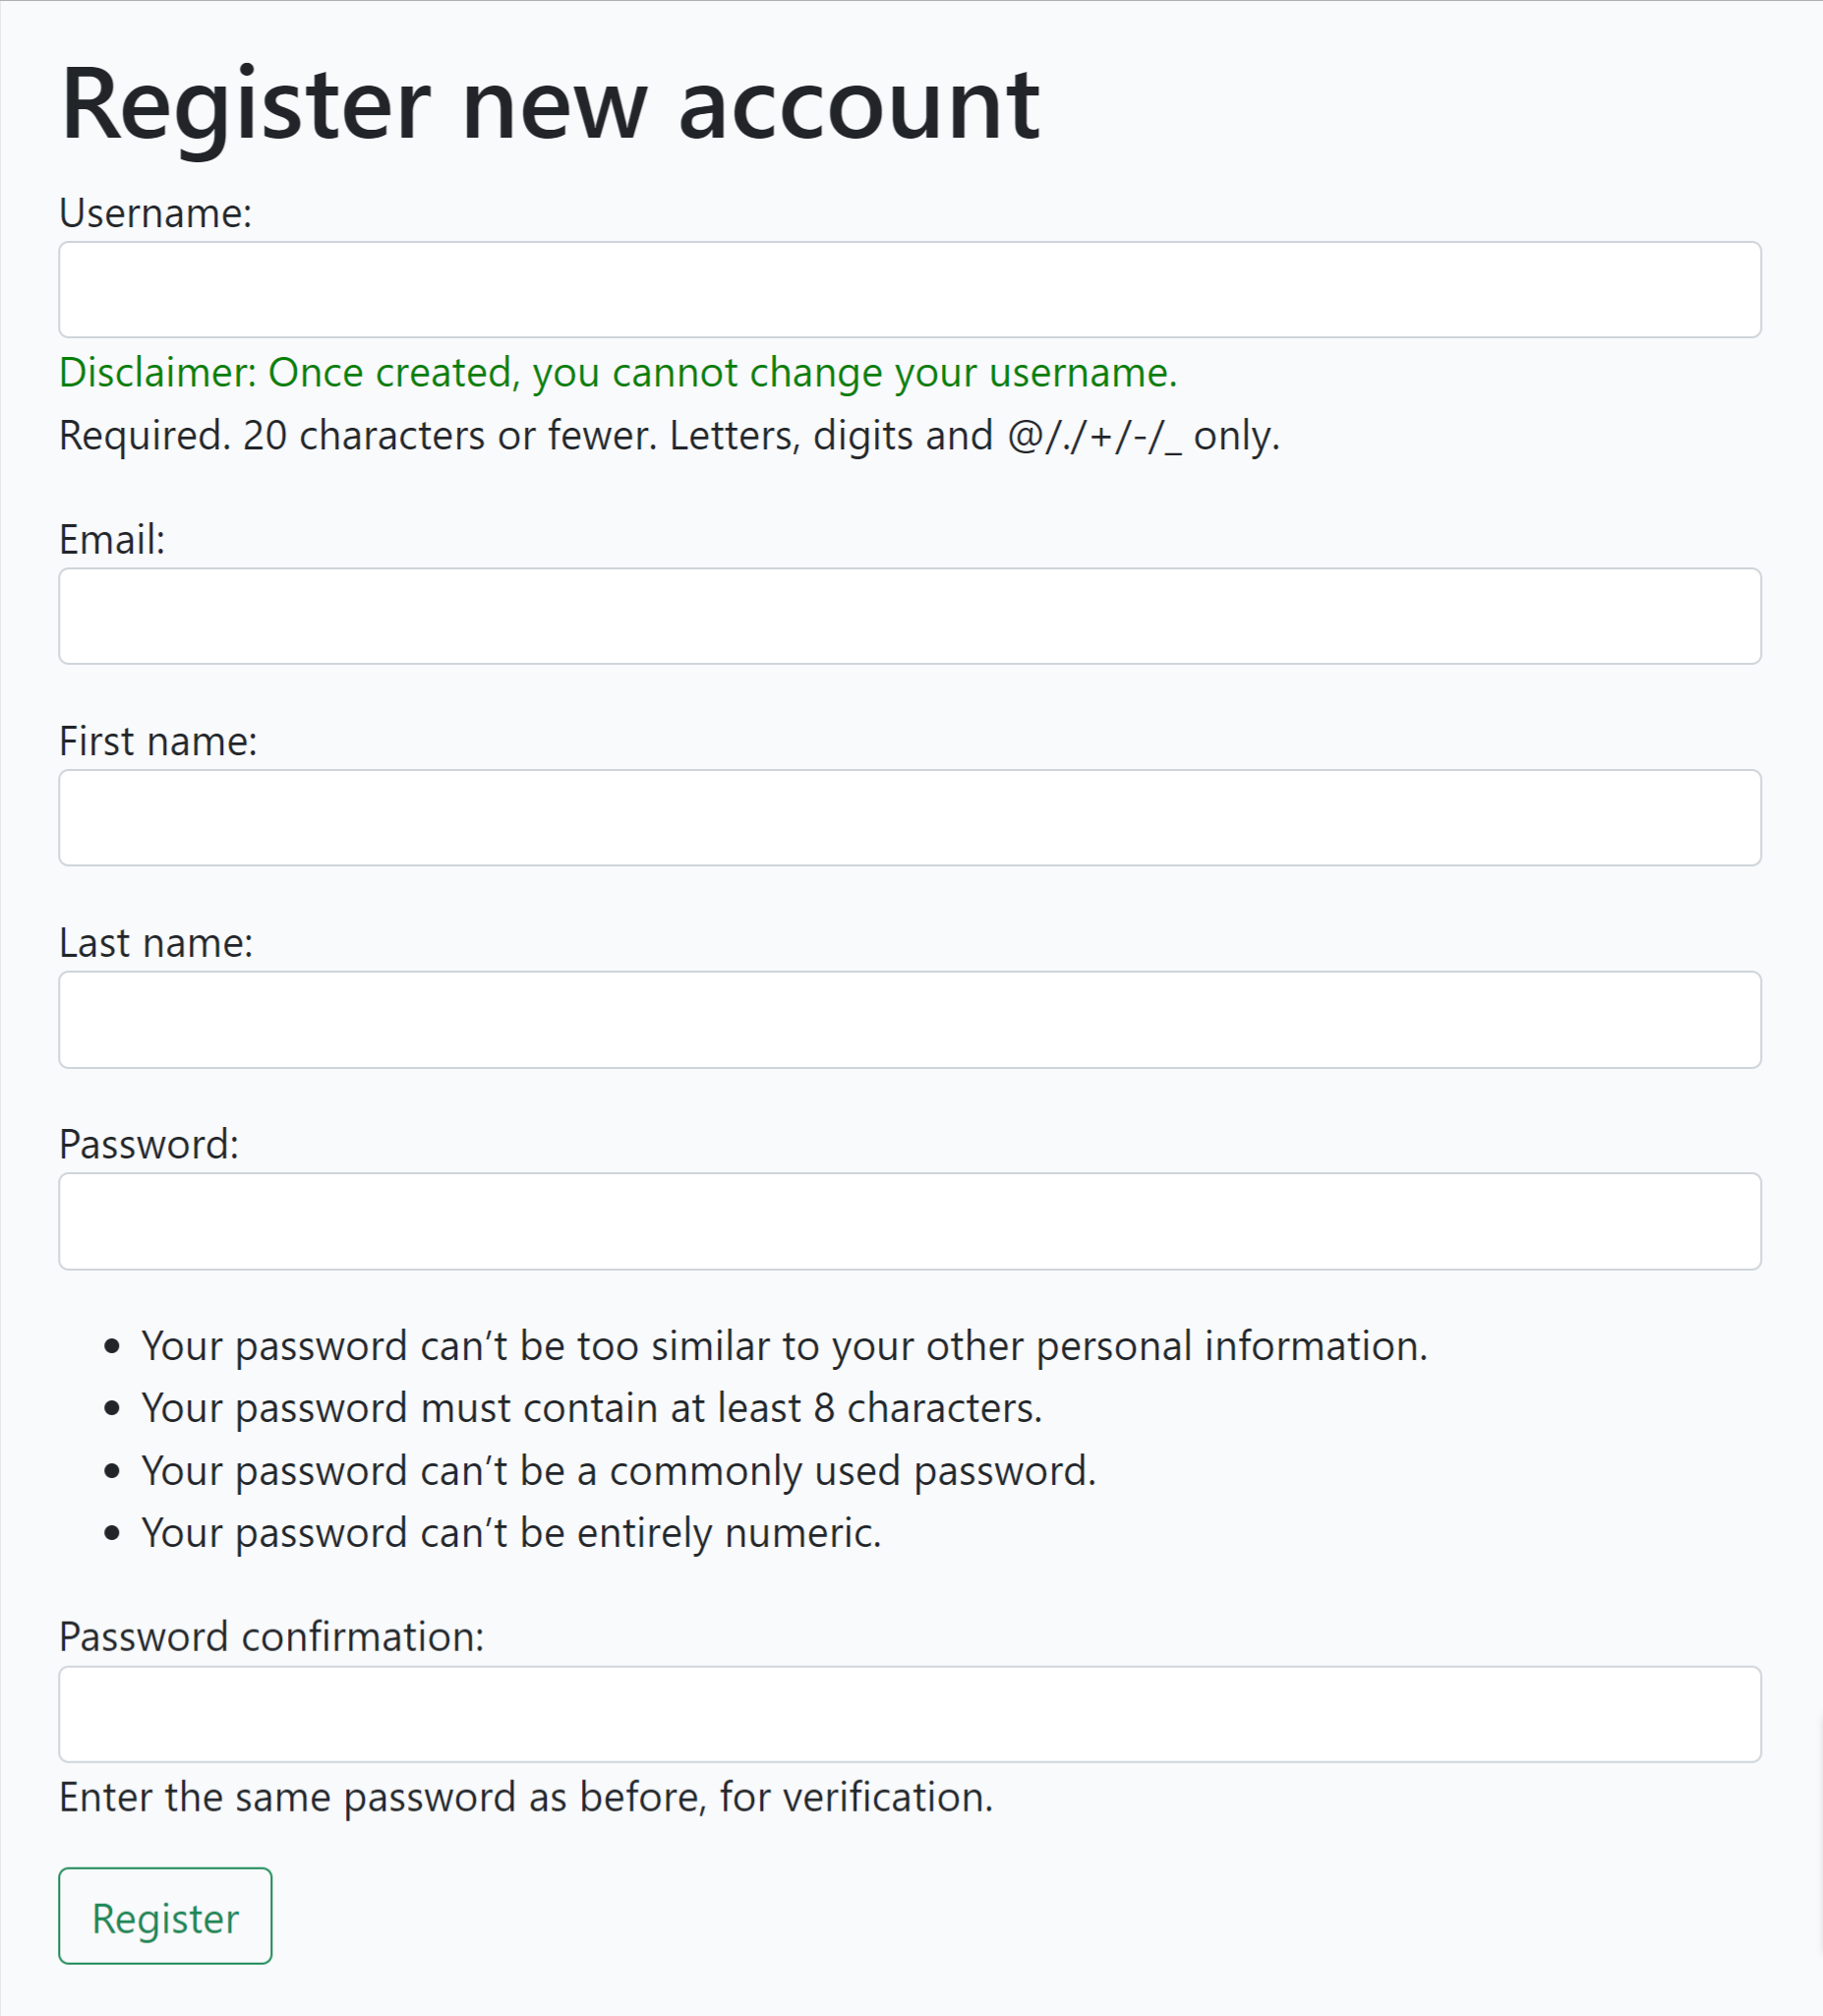 Register new account
Username:
Disclaimer: Once created, you cannot change your username.
Required. 20 characters or fewer. Letters, digits and @/./+/-/_ only.
Email:
First name:
Last name:
Password:
• Your password can’t be too similar to your other personal information.
• Your password must contain at least 8 characters.
• Your password can’t be a commonly used password.
• Your password can’t be entirely numeric.
Password confirmation:
Enter the same password as before, for verification.
Register